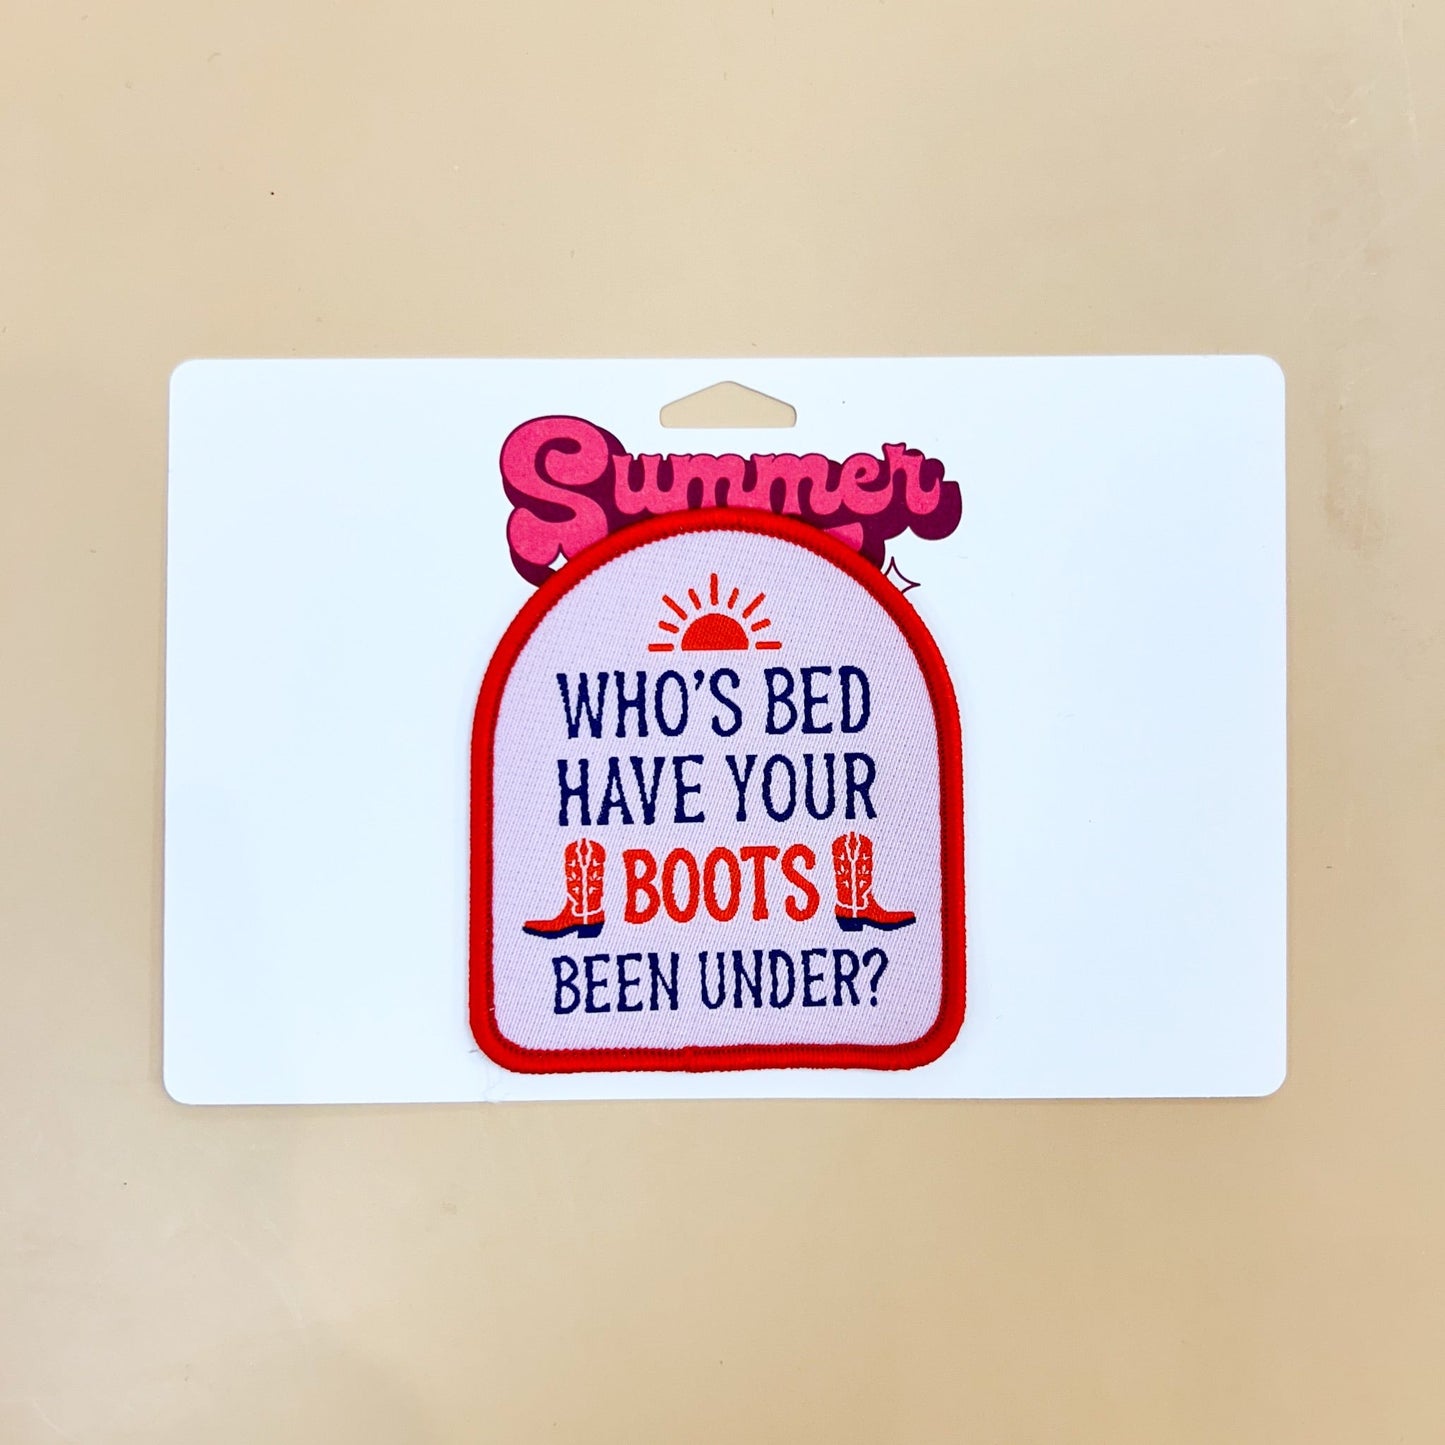 Summer
WHO'S BED
HAVE YOUR
BOOTS
BEEN UNDER?